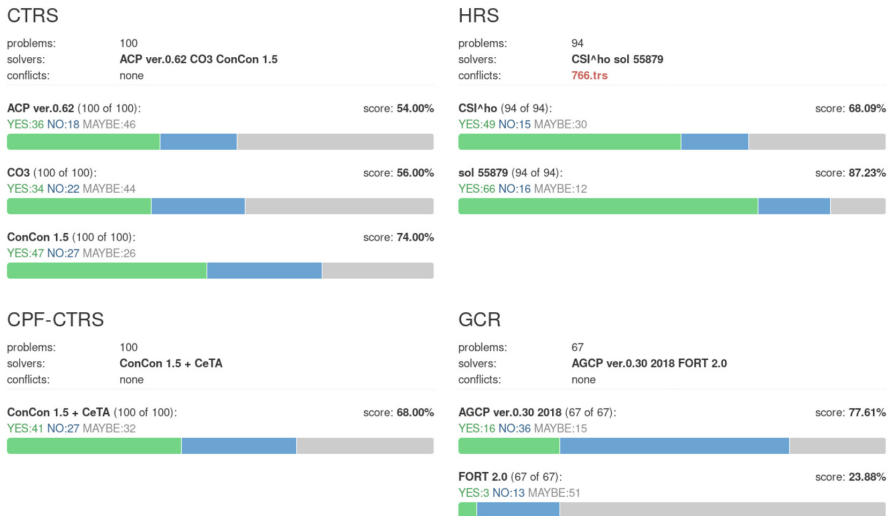 CTRS
problems: 100
solvers: ACP ver.0.62 CO3 ConCon 1.5
conflicts: none
ACP ver.0.62 (100 of 100): score: 54.00%
YES:36 NO:18 MAYBE:46
CO3 (100 of 100): score: 56.00%
YES:34 NO:22 MAYBE:44
ConCon 1.5 (100 of 100): score: 74.00%
YES:47 NO:27 MAYBE:26
HRS
problems: 94
solvers: CSI^ho sol 55879
conflicts: 766.trs
CSI^ho (94 of 94): score: 68.09%
YES:49 NO:15 MAYBE:30
sol 55879 (94 of 94): score: 87.23%
YES:66 NO:16 MAYBE:12
CPF-CTRS
problems: 100
solvers: ConCon 1.5 + CeTA
conflicts: none
ConCon 1.5 + CeTA (100 of 100): score: 68.00%
YES:41 NO:27 MAYBE:32
GCR
problems: 67
solvers: AGCP ver.0.30 2018 FORT 2.0
conflicts: none
AGCP ver.0.30 2018 (67 of 67): score: 77.61%
YES:16 NO:36 MAYBE:15
FORT 2.0 (67 of 67): score: 23.88%
YES:3 NO:13 MAYBE:51